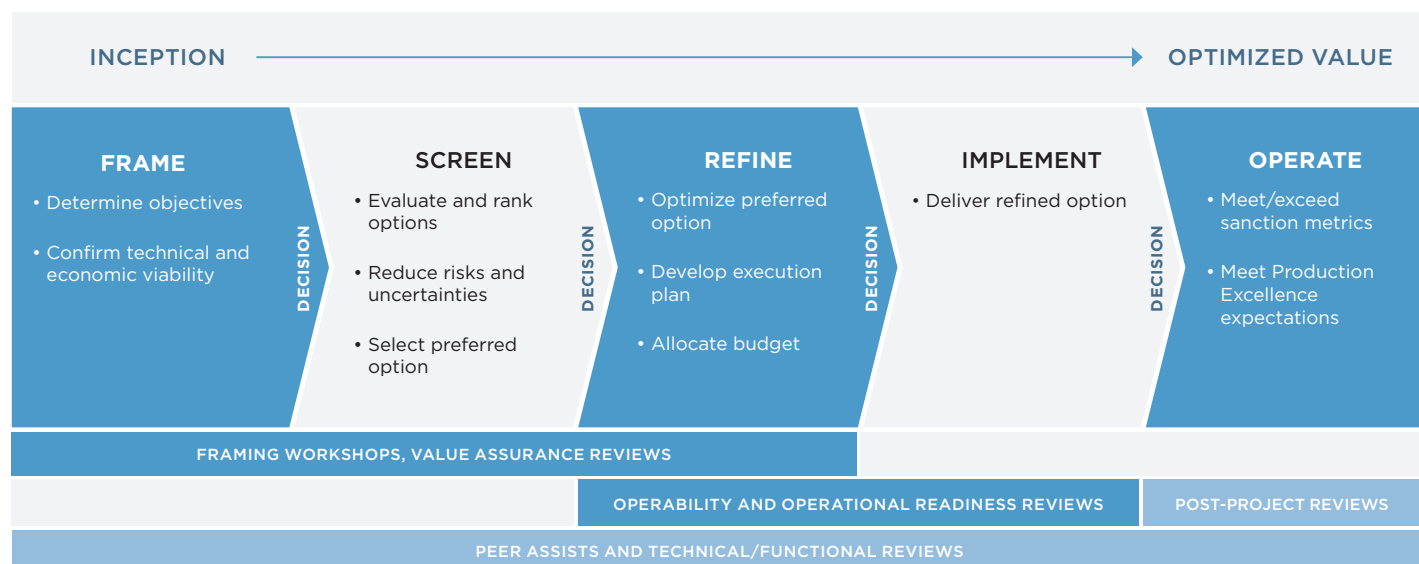 INCEPTION
OPTIMIZED VALUE
FRAME
• Determine objectives
• Confirm technical and
economic viability
DECISION
SCREEN
• Evaluate and rank
options
• Reduce risks and
uncertainties
• Select preferred
option
DECISION
REFINE
• Optimize preferred
option
• Develop execution
plan
• Allocate budget
DECISION
IMPLEMENT
• Deliver refined option
DECISION
OPERATE
• Meet/exceed
sanction metrics
• Meet Production
Excellence
expectations
FRAMING WORKSHOPS, VALUE ASSURANCE REVIEWS
OPERABILITY AND OPERATIONAL READINESS REVIEWS
POST-PROJECT REVIEWS
PEER ASSISTS AND TECHNICAL/FUNCTIONAL REVIEWS